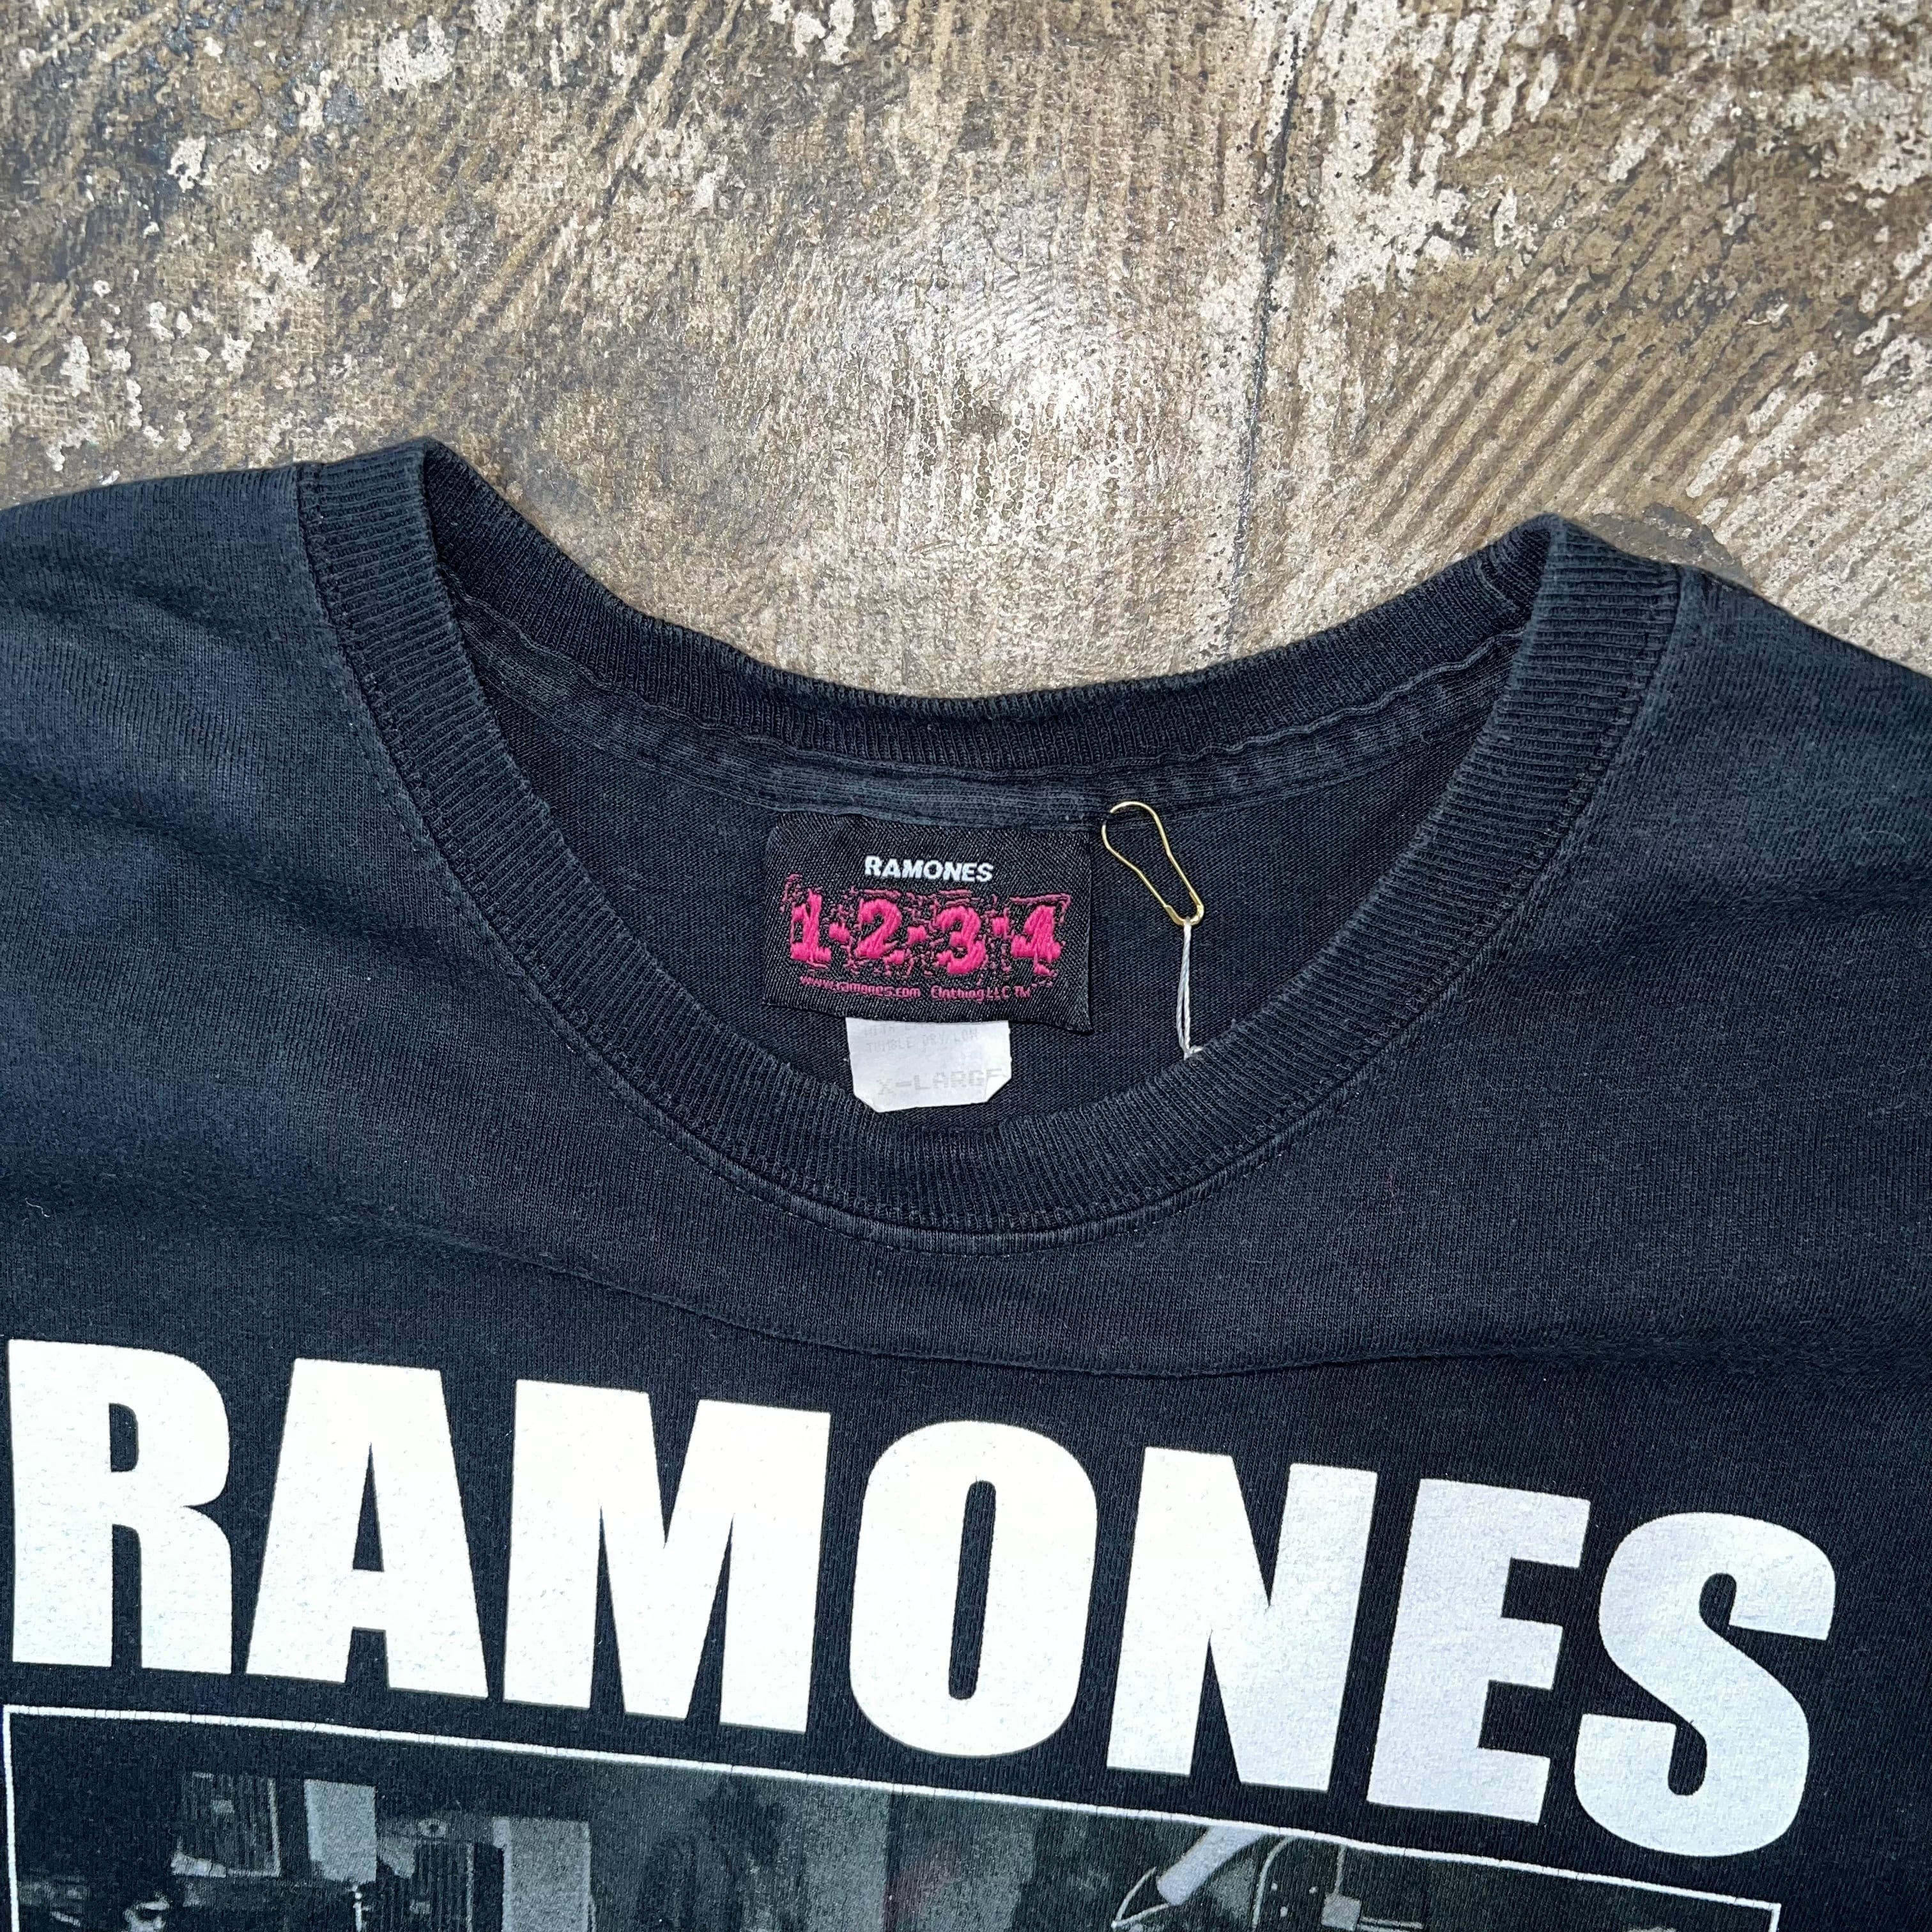 RAMONES
1-2-3-4
www.ramones.com Clothing LLC TM
TUMBLE DRY LOW
X-LARGE
RAMONES